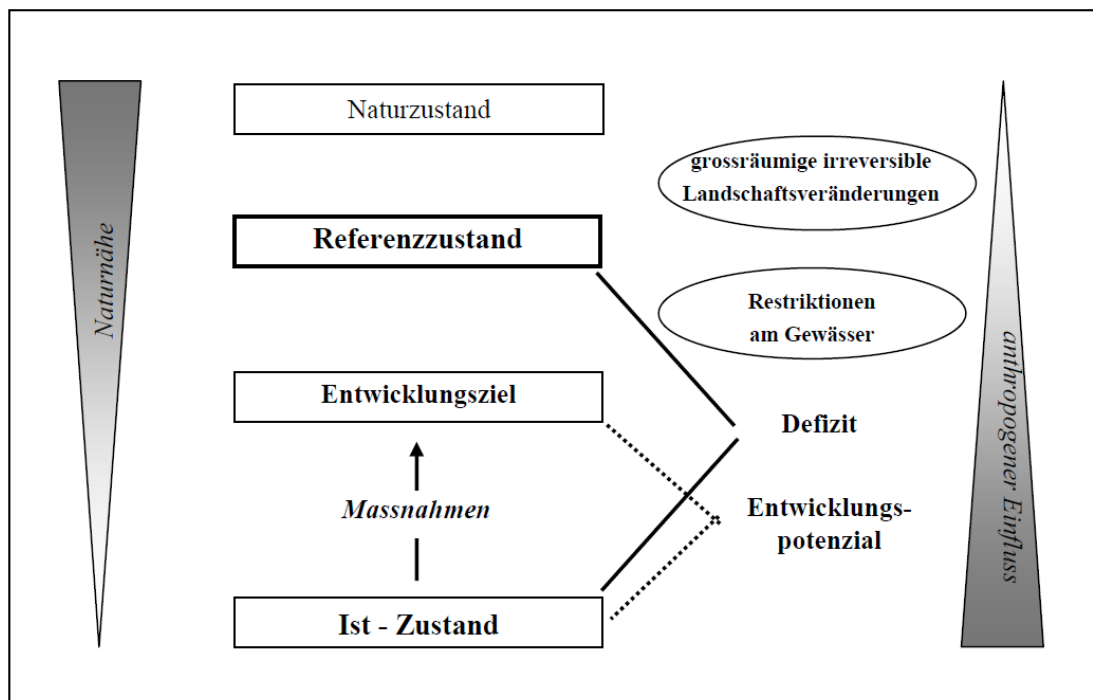 Naturzustand
grossräumige irreversible
Landschaftsveränderungen
Naturnähe
Referenzzustand
Restriktionen
am Gewässer
anthropogener Einfluss
Entwicklungsziel
Defizit
Massnahmen
Entwicklungs-
potenzial
Ist - Zustand